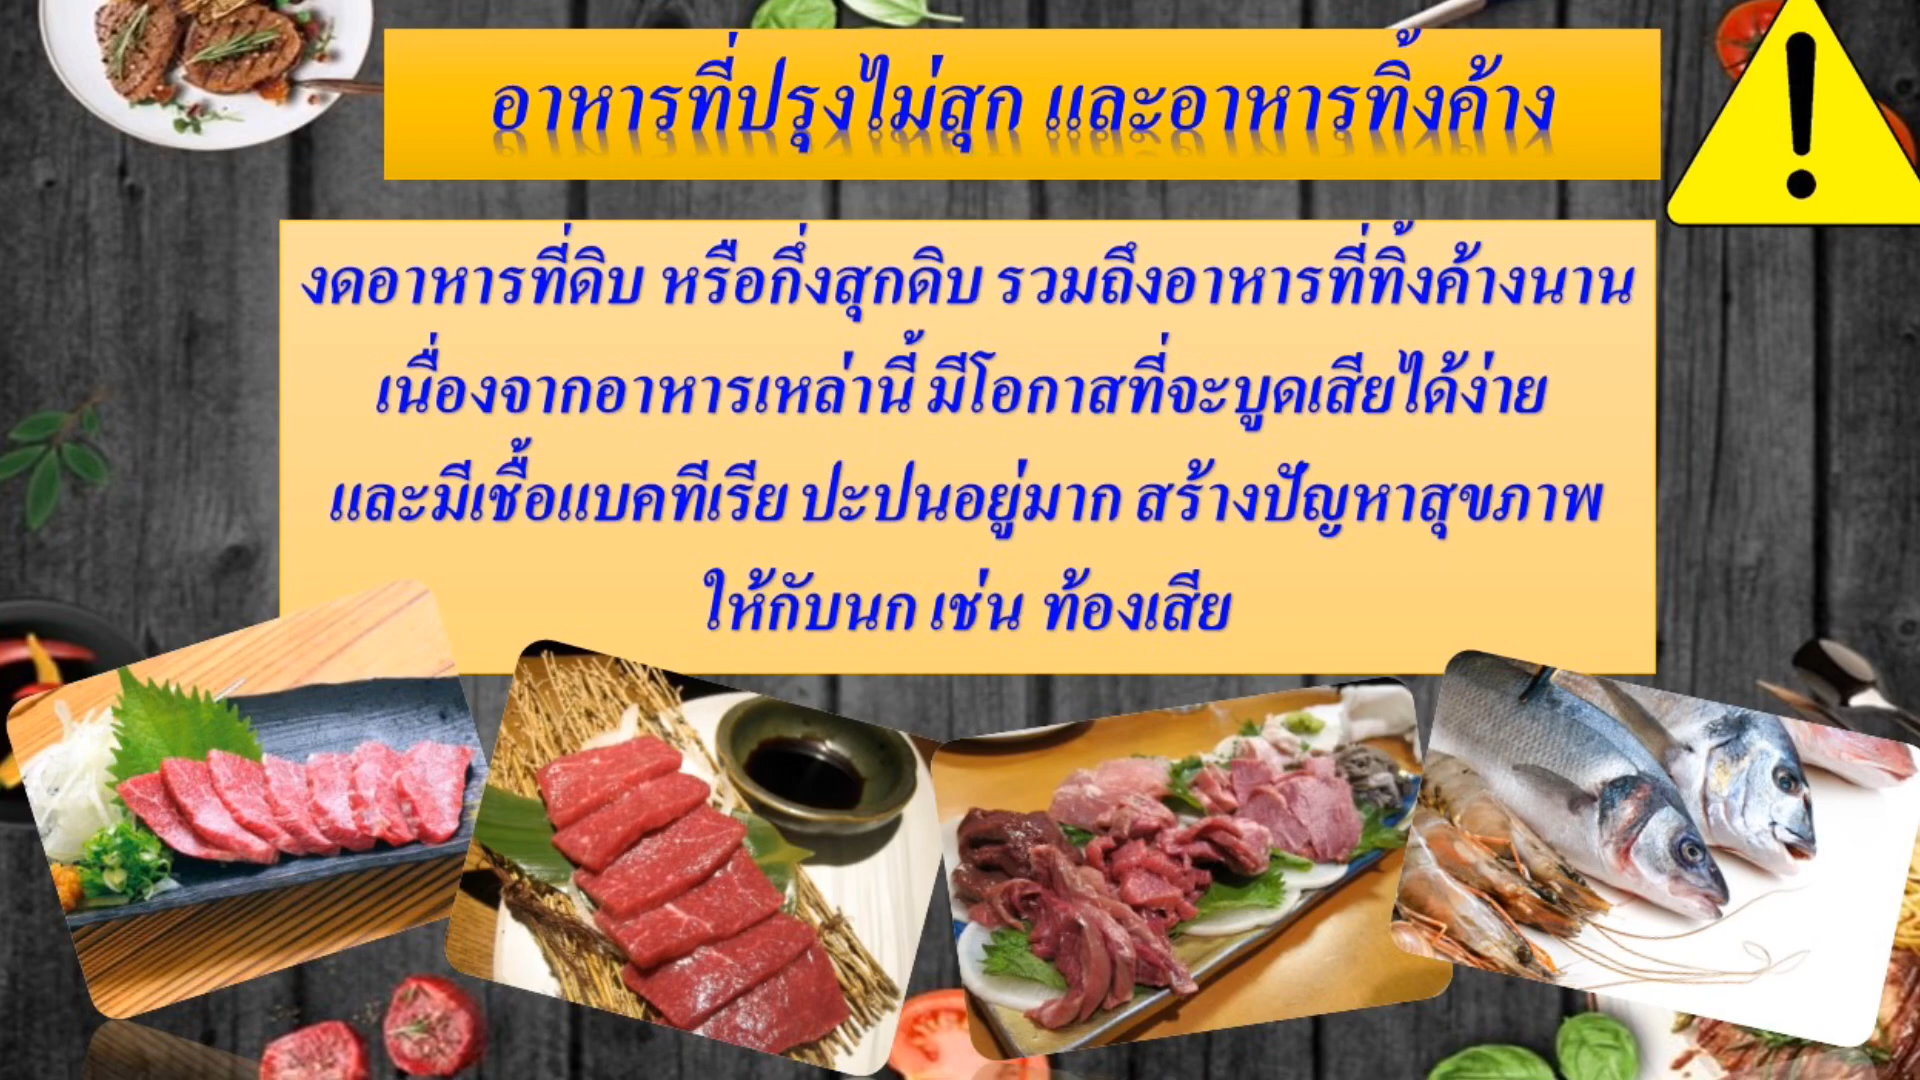 อาหารที่ปรุงไม่สุก และอาหารทิ้งค้าง
งดอาหารที่ดิบ หรือกึ่งสุกดิบ รวมถึงอาหารที่ทิ้งค้างนาน
เนื่องจากอาหารเหล่านี้ มีโอกาสที่จะบูดเสียได้ง่าย
และมีเชื้อแบคทีเรีย ปะปนอยู่มาก สร้างปัญหาสุขภาพ
ให้กับนก เช่น ท้องเสีย